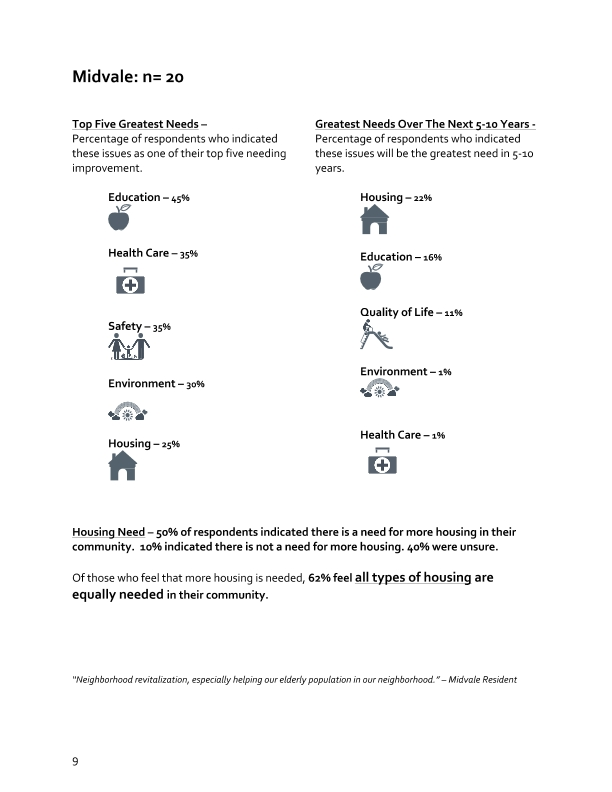 Midvale: n= 20
Top Five Greatest Needs –
Percentage of respondents who indicated
these issues as one of their top five needing
improvement.
Education – 45%
Health Care – 35%
Safety – 35%
Environment – 30%
Housing – 25%
Greatest Needs Over The Next 5-10 Years -
Percentage of respondents who indicated
these issues will be the greatest need in 5-10
years.
Housing – 22%
Education – 16%
Quality of Life – 11%
Environment – 1%
Health Care – 1%
Housing Need – 50% of respondents indicated there is a need for more housing in their
community.  10% indicated there is not a need for more housing. 40% were unsure.
Of those who feel that more housing is needed, 62% feel all types of housing are
equally needed in their community.
"Neighborhood revitalization, especially helping our elderly population in our neighborhood." – Midvale Resident
9